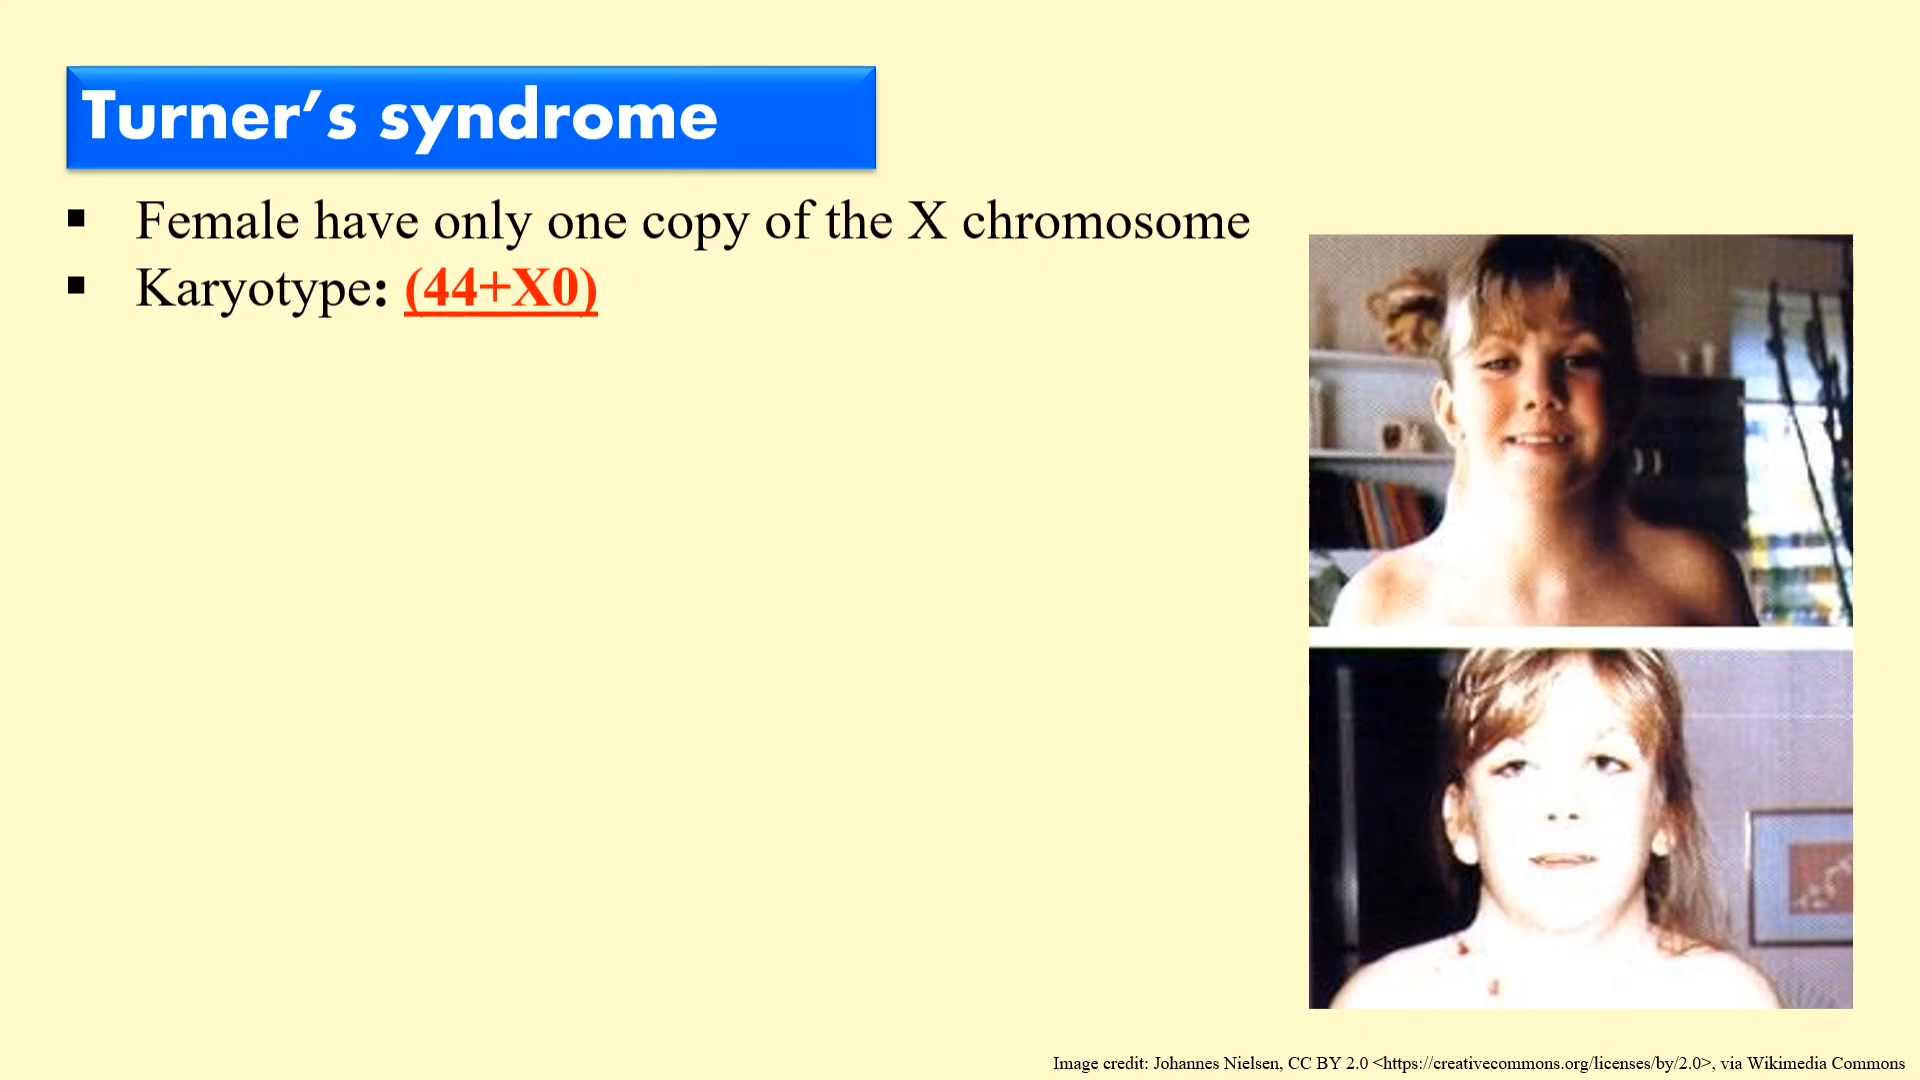 Turner’s syndrome
▪ Female have only one copy of the X chromosome
▪ Karyotype: (44+X0)
Image credit: Johannes Nielsen, CC BY 2.0 <https://creativecommons.org/licenses/by/2.0>, via Wikimedia Commons